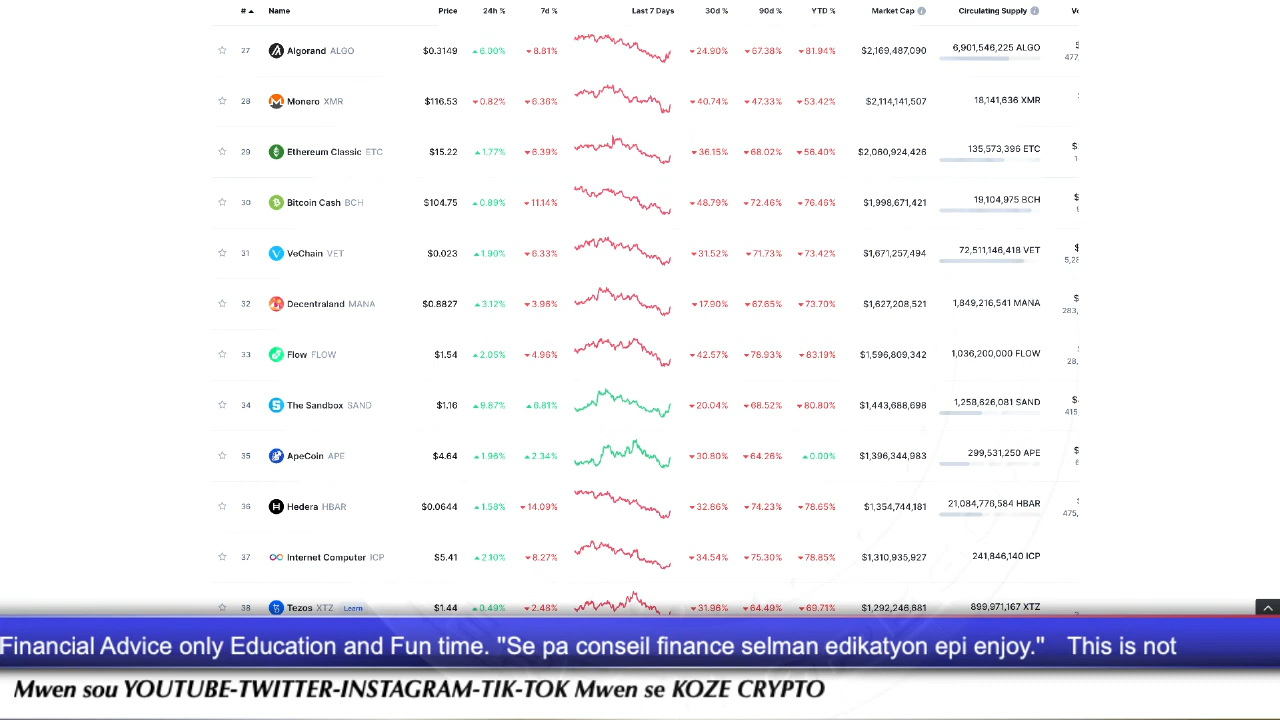 # Name Price 24h % 7d % Last 7 Days 30d % 90d % YTD % Market Cap Circulating Supply
27 Algorand ALGO $0.3149 6.00% 8.81% 24.90% 67.38% 81.94% $2,169,487,090 6,901,546,225 ALGO
477,
28 Monero XMR $116.53 0.82% 6.36% 40.74% 47.33% 53.42% $2,114,141,507 18,141,636 XMR
29 Ethereum Classic ETC $15.22 1.77% 6.39% 36.15% 68.02% 56.40% $2,060,924,426 135,573,396 ETC
30 Bitcoin Cash BCH $104.75 0.89% 11.14% 48.79% 72.46% 76.46% $1,998,671,421 19,104,975 BCH
31 VeChain VET $0.023 1.90% 6.33% 31.52% 71.73% 73.42% $1,671,257,494 72,511,146,418 VET
5,28
32 Decentraland MANA $0.8827 3.12% 3.96% 17.90% 67.65% 73.70% $1,627,208,521 1,849,216,541 MANA
283,
33 Flow FLOW $1.54 2.05% 4.96% 42.57% 78.93% 83.19% $1,596,809,342 1,036,200,000 FLOW
28,
34 The Sandbox SAND $1.16 9.87% 6.81% 20.04% 68.52% 80.80% $1,443,688,698 1,258,626,081 SAND
415,
35 ApeCoin APE $4.64 1.96% 2.34% 30.80% 64.26% 0.00% $1,396,344,983 299,531,250 APE
36 Hedera HBAR $0.0644 1.58% 14.09% 32.86% 74.23% 78.65% $1,354,744,181 21,084,776,584 HBAR
475,
37 Internet Computer ICP $5.41 2.10% 8.27% 34.54% 75.30% 78.85% $1,310,935,927 241,846,140 ICP
38 Tezos XTZ Learn $1.44 0.49% 2.48% 31.96% 64.49% 69.71% $1,292,246,681 899,971,167 XTZ
Financial Advice only Education and Fun time. "Se pa conseil finance selman edikatyon epi enjoy." This is not
Mwen sou YOUTUBE-TWITTER-INSTAGRAM-TIK-TOK Mwen se KOZE CRYPTO